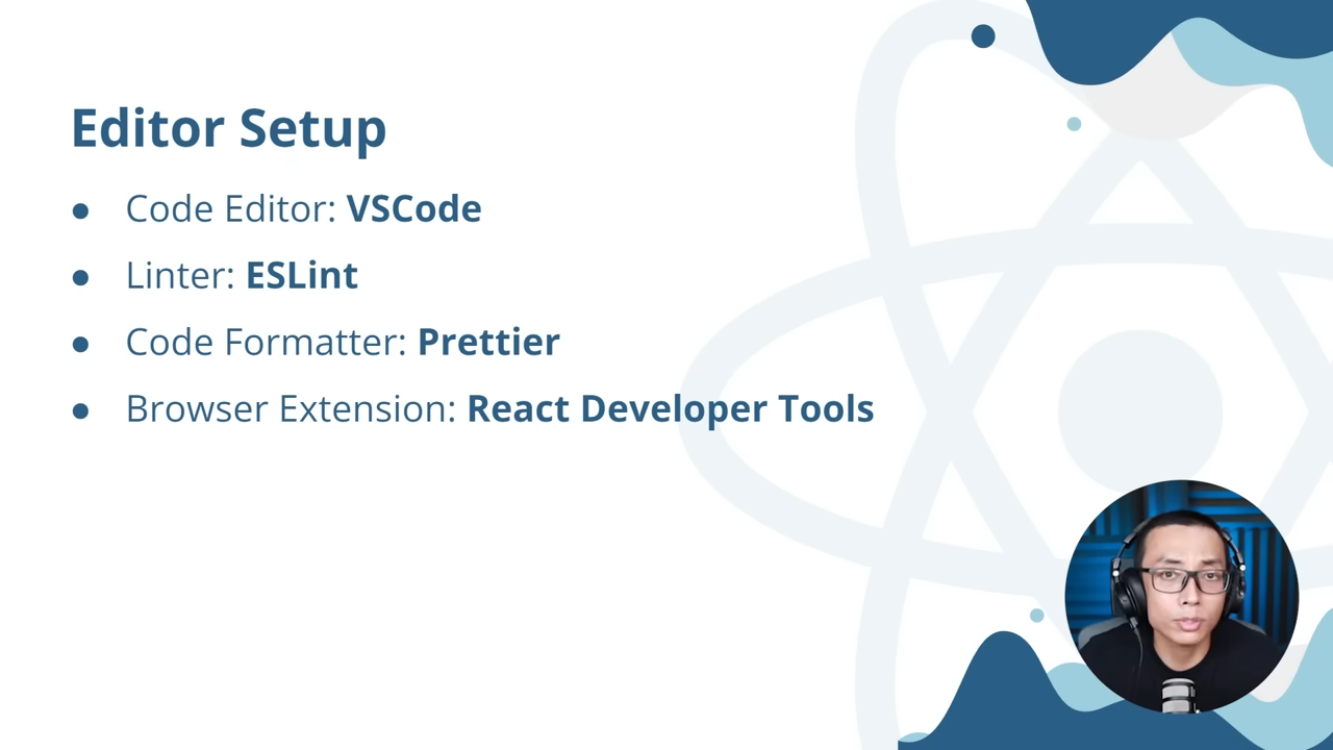 Editor Setup
● Code Editor: VSCode
● Linter: ESLint
● Code Formatter: Prettier
● Browser Extension: React Developer Tools